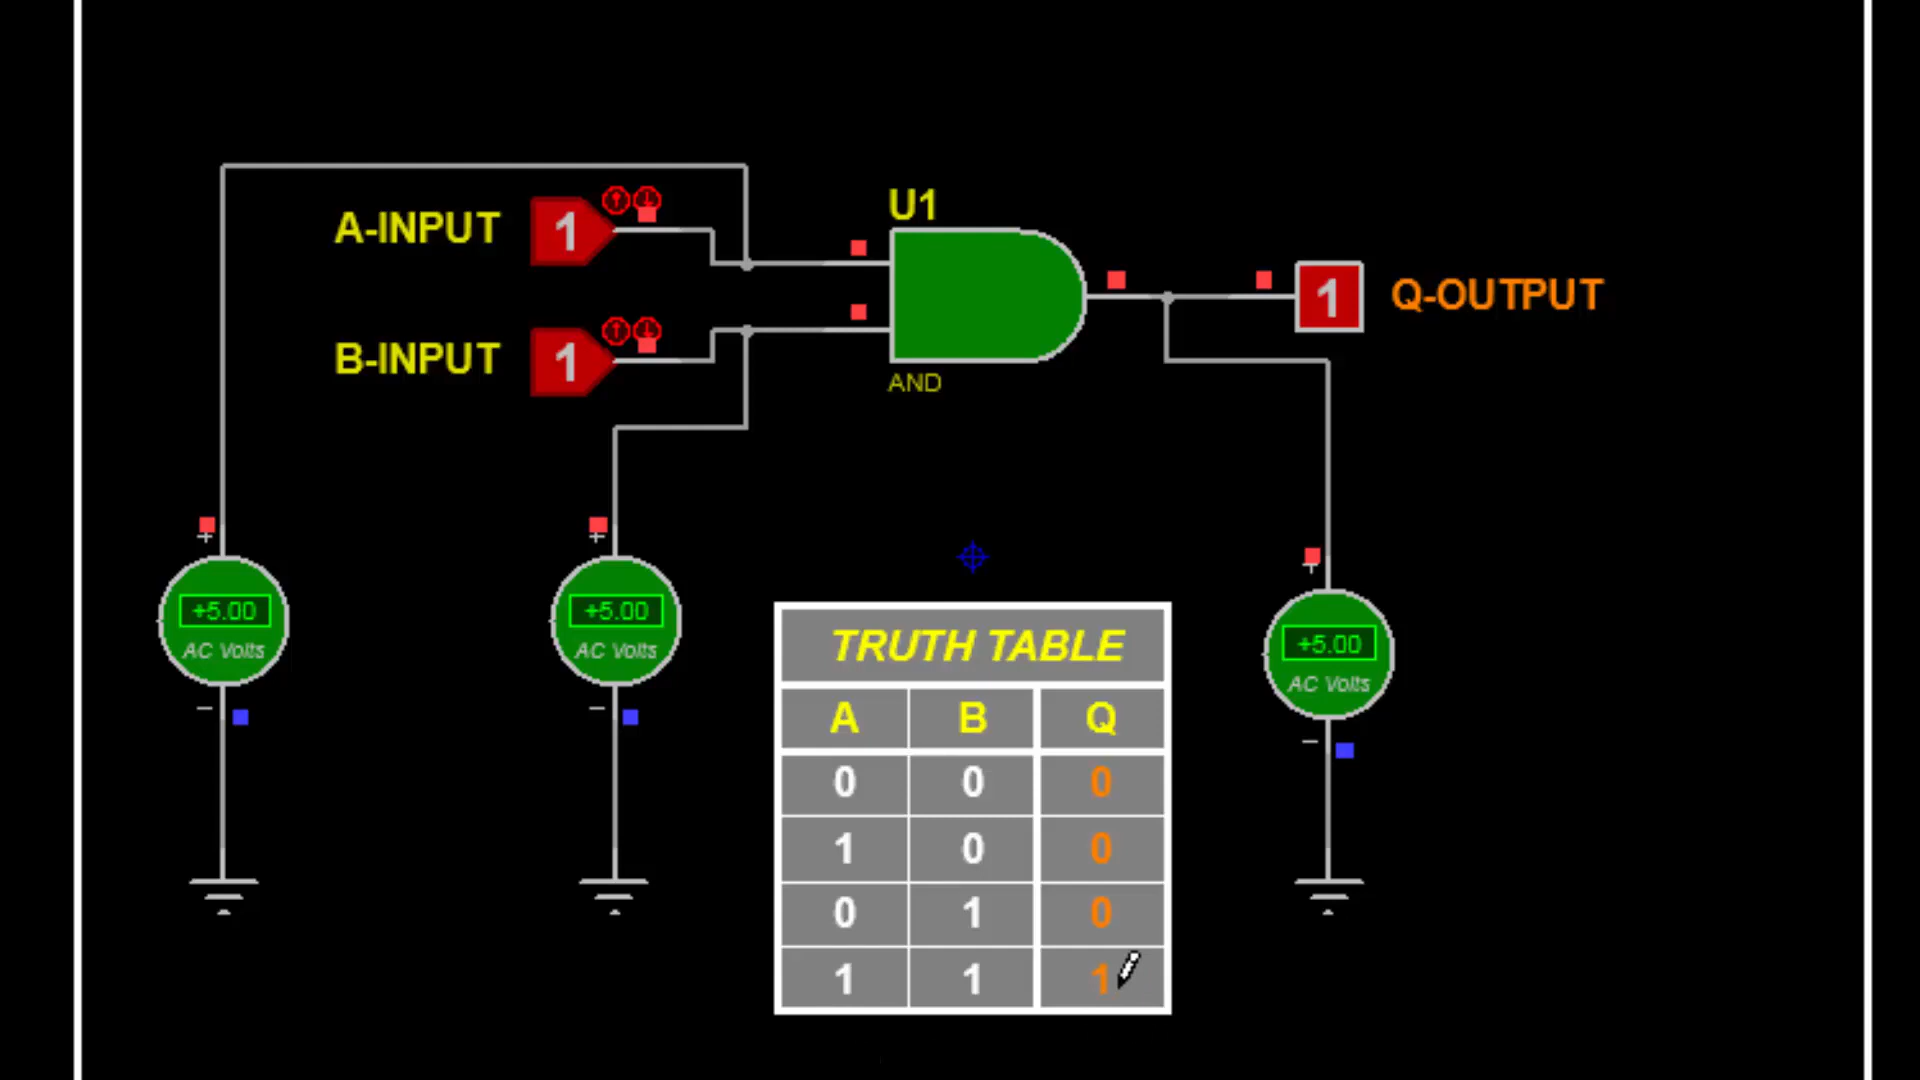 U1
A-INPUT 1
1 Q-OUTPUT
B-INPUT 1
AND
+
+
+
+5.00
AC Volts
+5.00
AC Volts
+5.00
AC Volts
TRUTH TABLE
A B Q
0 0 0
1 0 0
0 1 0
1 1 1